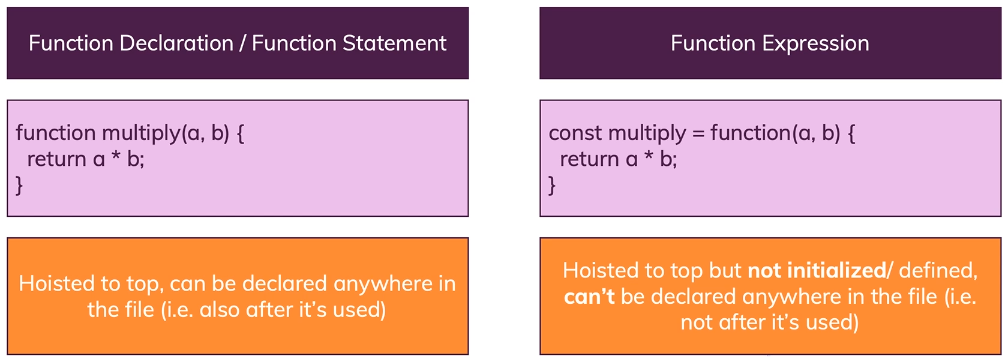 Function Declaration / Function Statement
function multiply(a, b) {
  return a * b;
}
Hoisted to top, can be declared anywhere in
the file (i.e. also after it’s used)
Function Expression
const multiply = function(a, b) {
  return a * b;
}
Hoisted to top but not initialized/ defined,
can’t be declared anywhere in the file (i.e.
not after it’s used)